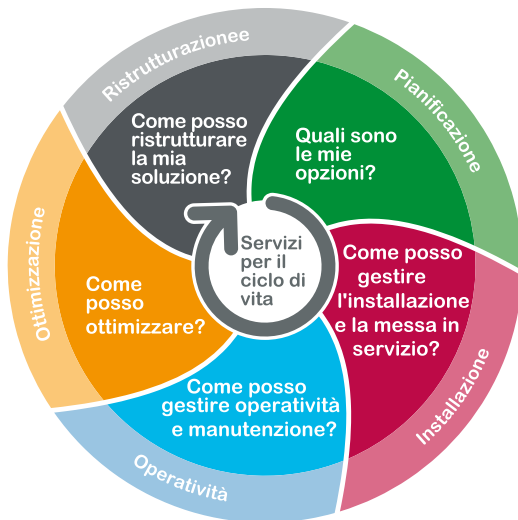 Ristrutturazionee
Come posso
ristrutturare
la mia
soluzione?
Pianificazione
Quali sono
le mie
opzioni?
Installazione
Come posso
gestire
l'installazione
e la messa in
servizio?
Operatività
Come posso
gestire operatività
e manutenzione?
Ottimizzazione
Come
posso
ottimizzare?
Servizi
per il
ciclo di
vita